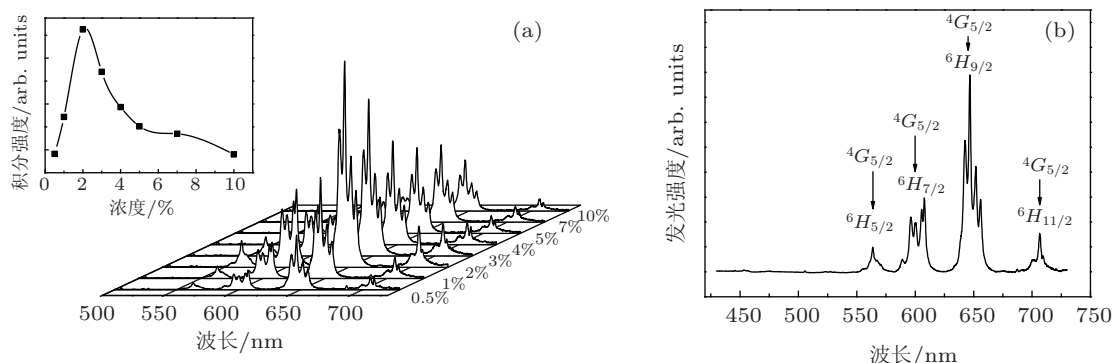 (a)
积分强度/arb. units
0 2 4 6 8 10
浓度/%
10%
7%
5%
4%
3%
2%
1%
0.5%
500 550 600 650 700
波长/nm
(b)
发光强度/arb. units
⁴G₅/₂
⁶H₉/₂
⁴G₅/₂
⁶H₇/₂
⁴G₅/₂
⁶H₅/₂
⁴G₅/₂
⁶H₁₁/₂
450 500 550 600 650 700 750
波长/nm